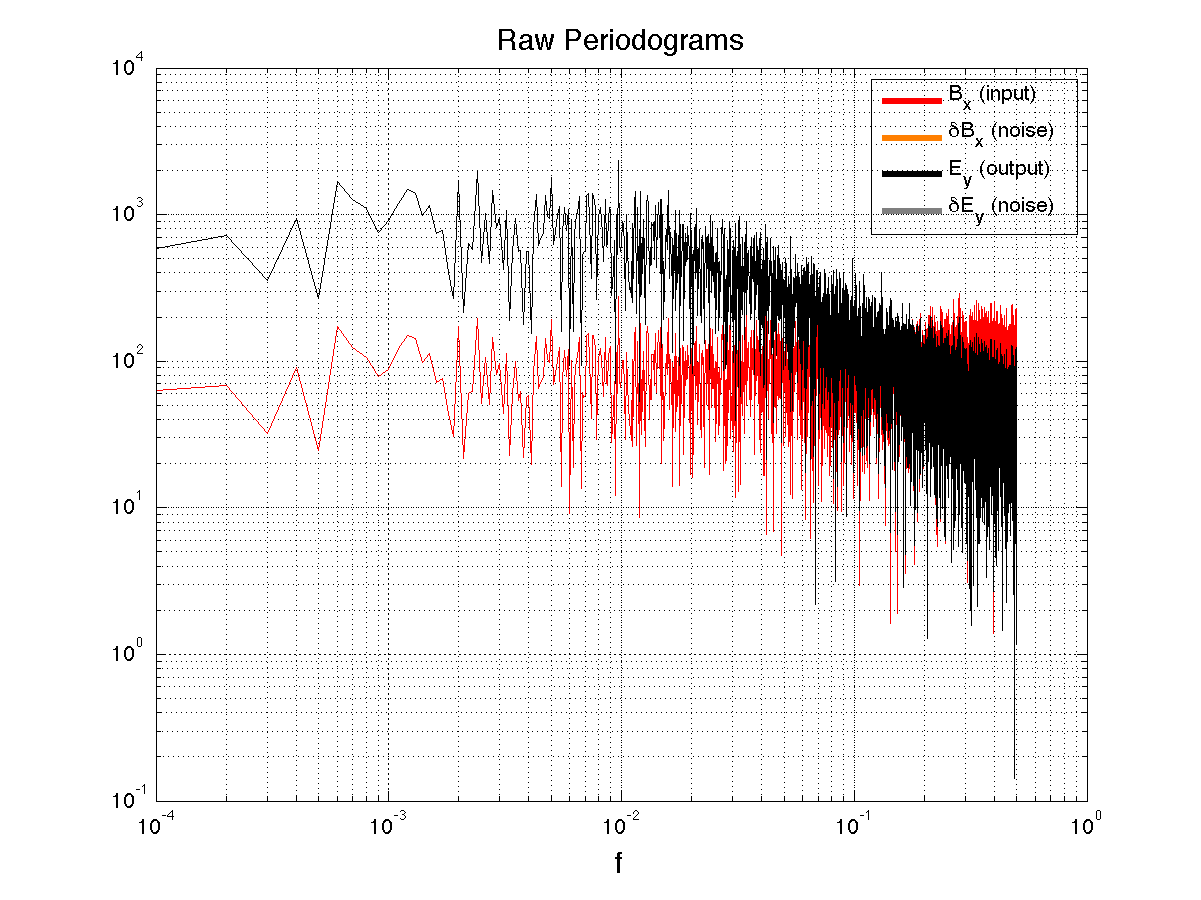 Raw Periodograms
10^4
10^3
10^2
10^1
10^0
10^-1
B_x (input)
δB_x (noise)
E_y (output)
δE_y (noise)
10^-4 10^-3 10^-2 10^-1 10^0
f